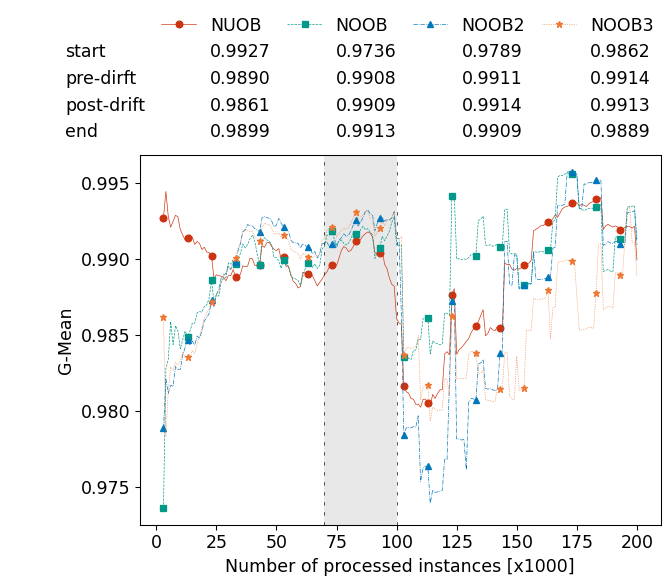 NUOB NOOB NOOB2 NOOB3
start 0.9927 0.9736 0.9789 0.9862
pre-dirft 0.9890 0.9908 0.9911 0.9914
post-drift 0.9861 0.9909 0.9914 0.9913
end 0.9899 0.9913 0.9909 0.9889
0.995
0.990
0.985
0.980
0.975
G-Mean
0 25 50 75 100 125 150 175 200
Number of processed instances [x1000]